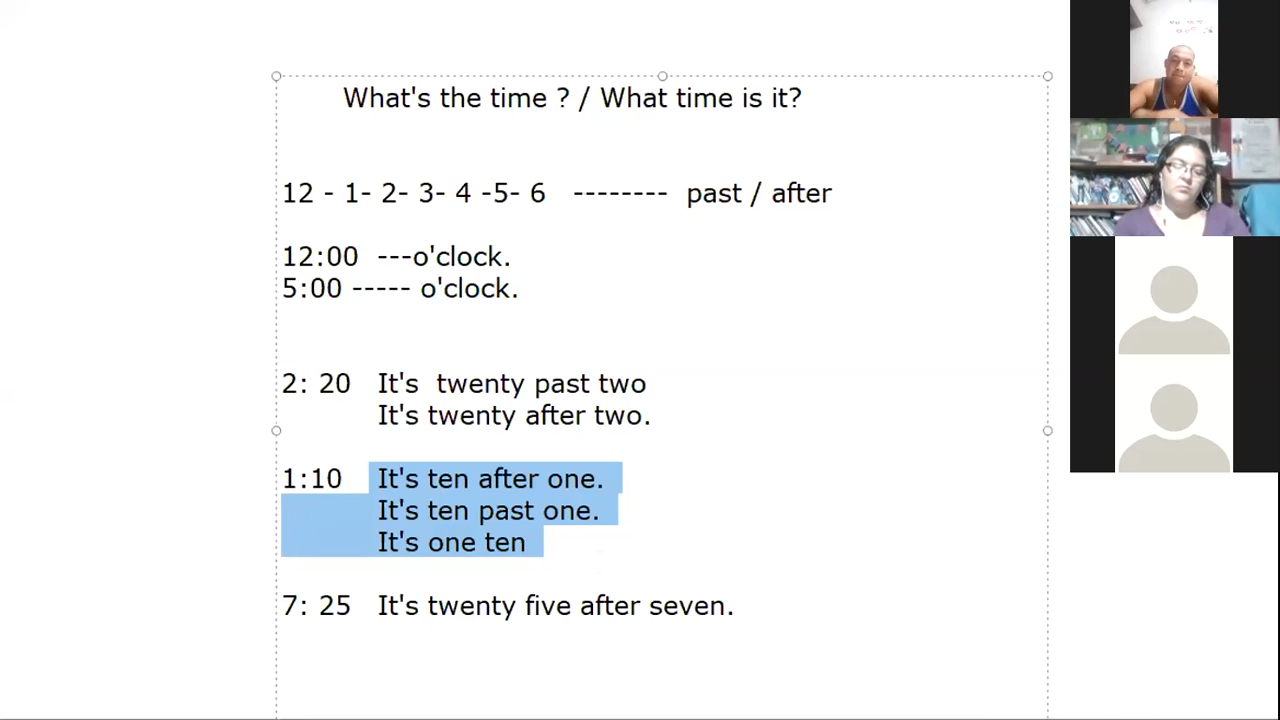 What's the time ? / What time is it?
12 - 1- 2- 3- 4 -5- 6 -------- past / after
12:00 ---o'clock.
5:00 ----- o'clock.
2: 20 It's twenty past two
It's twenty after two.
1:10 It's ten after one.
It's ten past one.
It's one ten
7: 25 It's twenty five after seven.